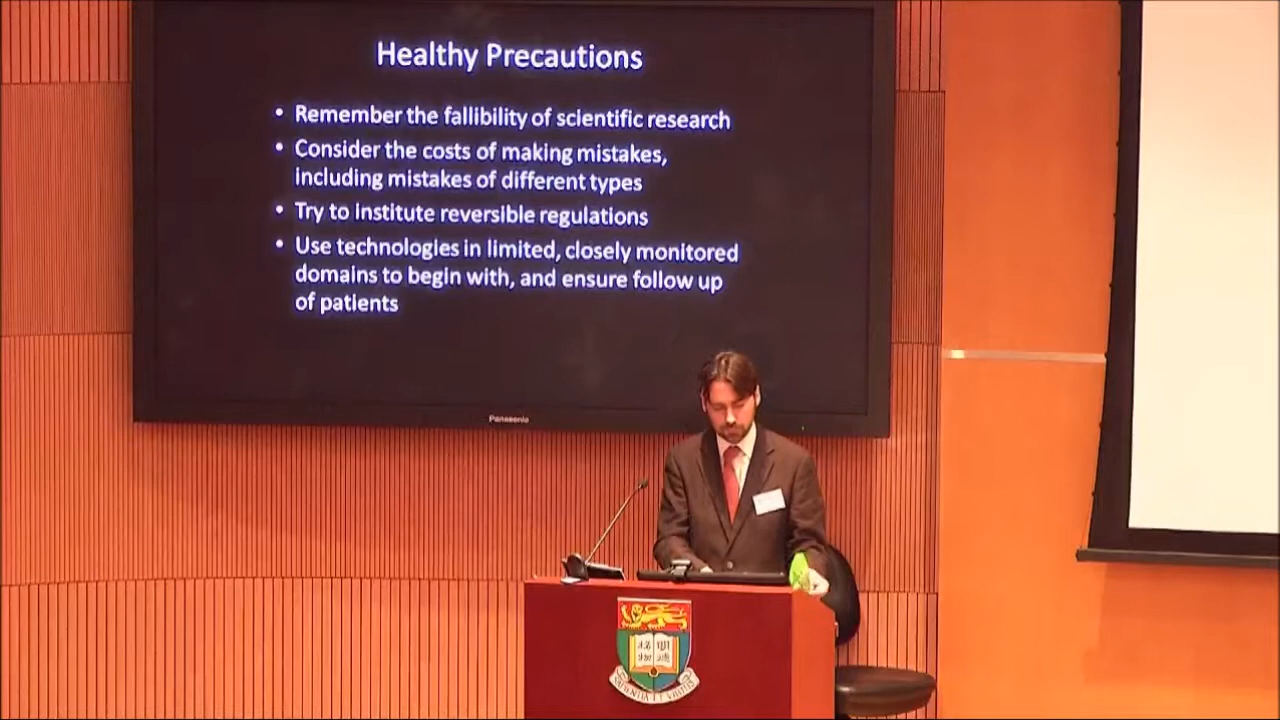 Healthy Precautions
• Remember the fallibility of scientific research
• Consider the costs of making mistakes,
including mistakes of different types
• Try to institute reversible regulations
• Use technologies in limited, closely monitored
domains to begin with, and ensure follow up
of patients
Panasonic